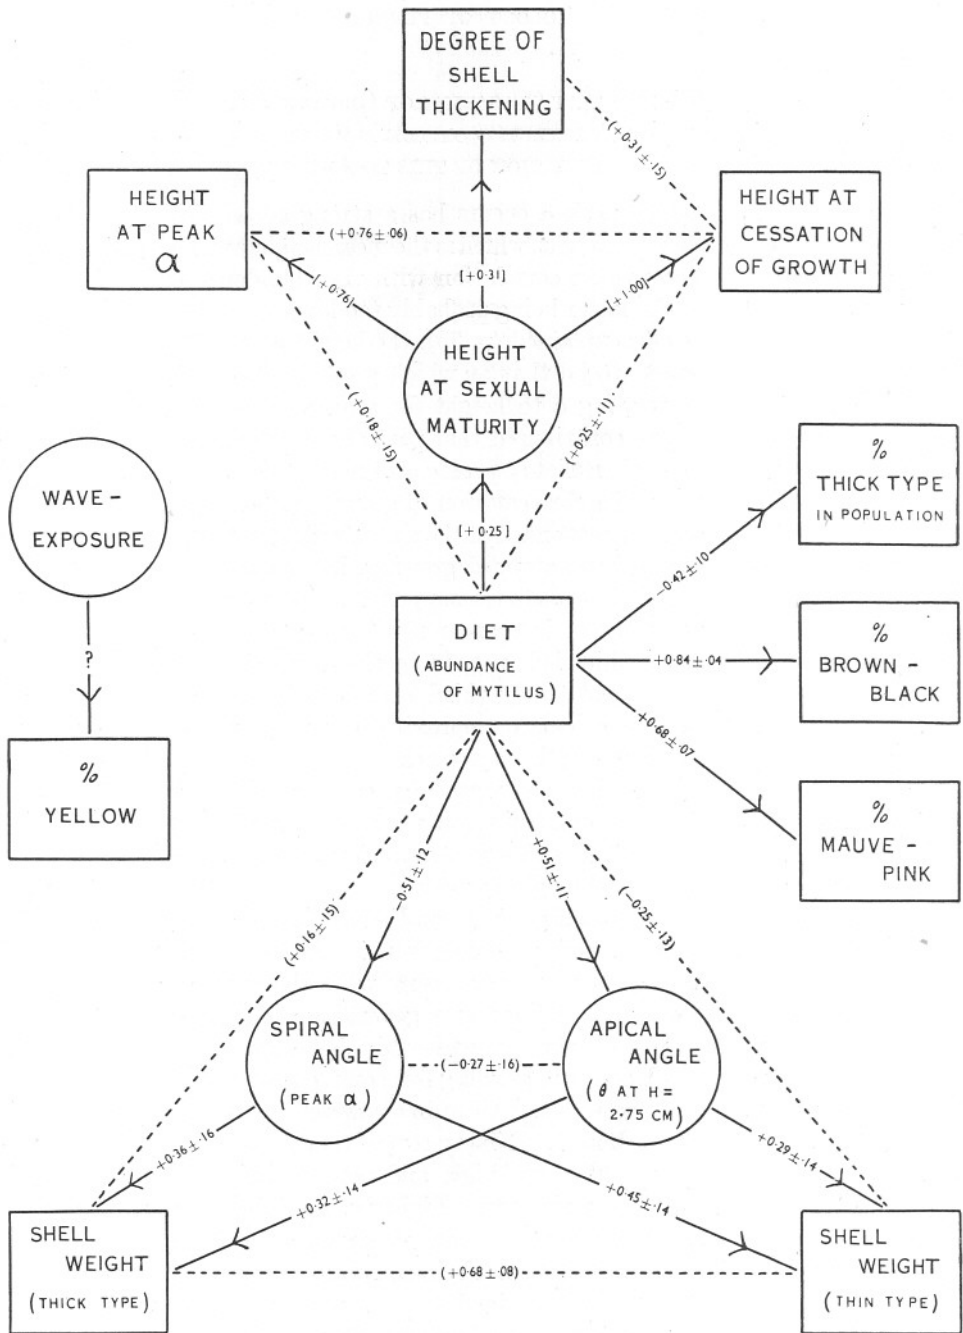 DEGREE OF
SHELL
THICKENING
(+0·31±·15)
HEIGHT
AT PEAK
α
(+0·76±·06)
HEIGHT AT
CESSATION
OF GROWTH
[+0·76]
[+0·31]
[+1·00]
HEIGHT
AT SEXUAL
MATURITY
(+0·18±·15)
(+0·25±·11)
[+0·25]
WAVE-
EXPOSURE
?
%
YELLOW
DIET
(ABUNDANCE
OF MYTILUS)
%
THICK TYPE
IN POPULATION
-0·42±·10
+0·84±·04
%
BROWN-
BLACK
+0·68±·07
%
MAUVE-
PINK
(+0·16±·15)
-0·51±·12
+0·51±·11
(-0·25±·13)
SPIRAL
ANGLE
(PEAK α)
(-0·27±·16)
APICAL
ANGLE
(θ AT H=
2·75 CM)
+0·36±·16
+0·32±·14
+0·45±·14
+0·29±·14
SHELL
WEIGHT
(THICK TYPE)
(+0·68±·08)
SHELL
WEIGHT
(THIN TYPE)